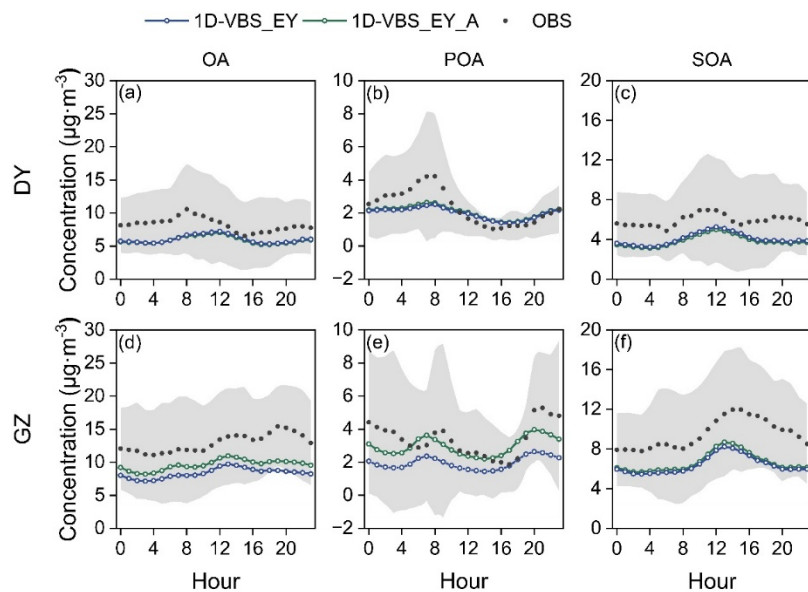 1D-VBS_EY 1D-VBS_EY_A OBS
OA POA SOA
DY
Concentration (μg·m⁻³)
(a) (b) (c)
30 25 20 15 10 5 0
10 8 6 4 2 0 −2
20 16 12 8 4 0
0 4 8 12 16 20
0 4 8 12 16 20
0 4 8 12 16 20
GZ
Concentration (μg·m⁻³)
(d) (e) (f)
30 25 20 15 10 5 0
10 8 6 4 2 0 −2
20 16 12 8 4 0
0 4 8 12 16 20
0 4 8 12 16 20
0 4 8 12 16 20
Hour Hour Hour